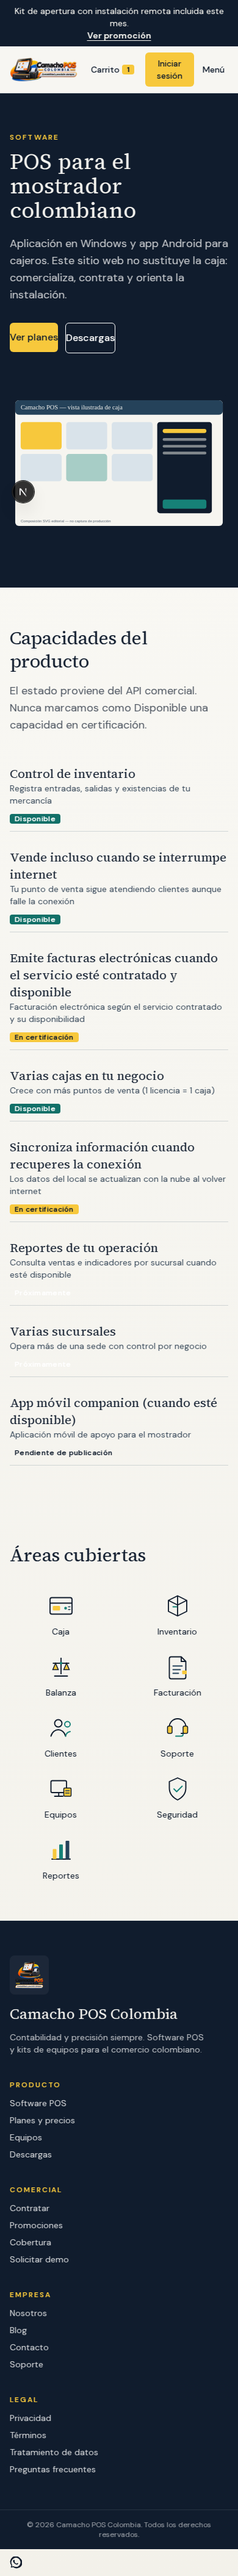 Kit de apertura con instalación remota incluida este
mes.
Ver promoción
Camacho POS
COLOMBIA
Carrito 1
Iniciar
sesión
Menú
SOFTWARE
POS para el
mostrador
colombiano
Aplicación en Windows y app Android para
apoyo. Este sitio web no sustituye la caja:
comercializa, contrata y orienta la
instalación.
Ver planes
Descargas
Camacho POS — vista ilustrada de caja
N
Capacidades del
producto
El estado proviene del API comercial.
Nunca marcamos como Disponible una
capacidad en certificación.
Control de inventario
Registra entradas, salidas y existencias de tu
mercancía
Disponible
Vende incluso cuando se interrumpe
internet
Tu punto de venta sigue atendiendo clientes aunque
falle la conexión
Disponible
Emite facturas electrónicas cuando
el servicio esté contratado y
disponible
Facturación electrónica según el servicio contratado
y su disponibilidad
En certificación
Varias cajas en tu negocio
Crece con más puntos de venta (1 licencia = 1 caja)
Disponible
Sincroniza información cuando
recuperes la conexión
Los datos del local se actualizan con la nube al volver
internet
En certificación
Reportes de tu operación
Consulta ventas e indicadores por sucursal cuando
esté disponible
Varias sucursales
Opera más de una sede con control por negocio
App móvil companion (cuando esté
disponible)
Aplicación móvil de apoyo para el mostrador
Pendiente de publicación
Áreas cubiertas
Caja
Inventario
Balanza
Facturación
Clientes
Soporte
Equipos
Seguridad
Reportes
Camacho POS Colombia
Contabilidad y precisión siempre. Software POS
y kits de equipos para el comercio colombiano.
PRODUCTO
Software POS
Planes y precios
Equipos
Descargas
COMERCIAL
Contratar
Promociones
Cobertura
Solicitar demo
EMPRESA
Nosotros
Blog
Contacto
Soporte
LEGAL
Privacidad
Términos
Tratamiento de datos
Preguntas frecuentes
© 2026 Camacho POS Colombia. Todos los derechos
reservados.